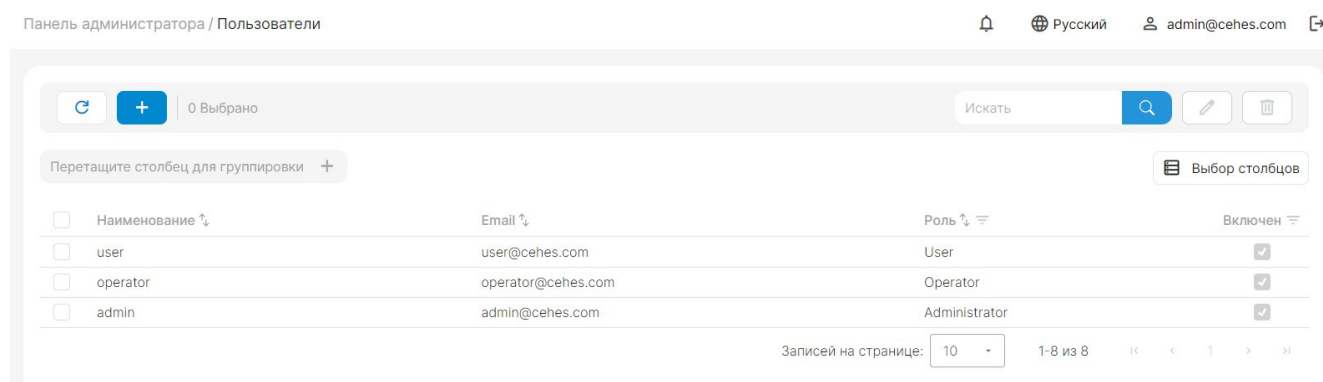 Панель администратора / Пользователи
Русский
admin@cehes.com
0 Выбрано
Искать
Перетащите столбец для группировки +
Выбор столбцов
Наименование Email Роль Включен
user user@cehes.com User
operator operator@cehes.com Operator
admin admin@cehes.com Administrator
Записей на странице: 10 1-8 из 8 1